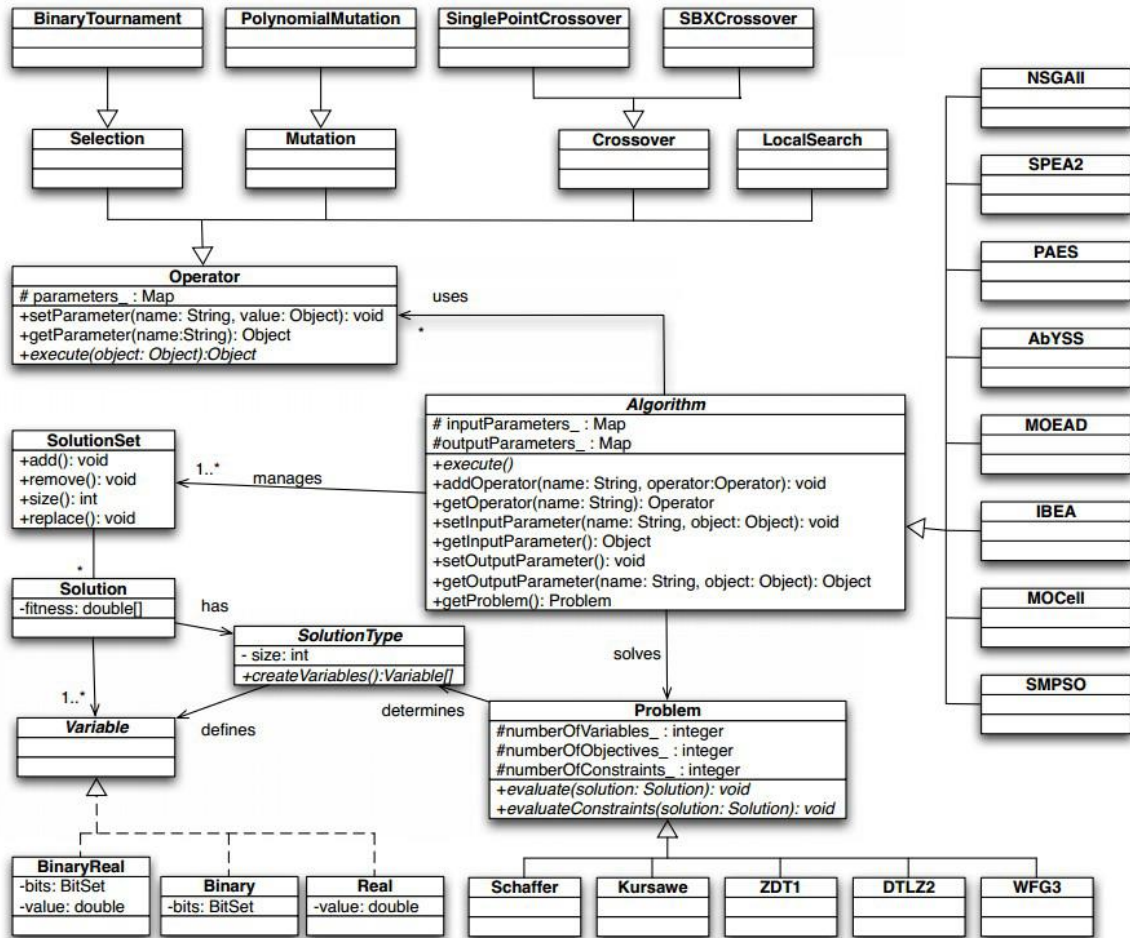 BinaryTournament
PolynomialMutation
SinglePointCrossover
SBXCrossover
NSGAII
Selection
Mutation
Crossover
LocalSearch
SPEA2
PAES
Operator
# parameters_ : Map
+setParameter(name: String, value: Object): void
+getParameter(name:String): Object
+execute(object: Object):Object
uses
*
AbYSS
Algorithm
# inputParameters_ : Map
#outputParameters_ : Map
+execute()
+addOperator(name: String, operator:Operator): void
+getOperator(name: String): Operator
+setInputParameter(name: String, object: Object): void
+getInputParameter(): Object
+setOutputParameter(): void
+getOutputParameter(name: String, object: Object): Object
+getProblem(): Problem
MOEAD
SolutionSet
+add(): void
+remove(): void
+size(): int
+replace(): void
1..*
manages
IBEA
*
Solution
-fitness: double[]
has
MOCell
SolutionType
- size: int
+createVariables():Variable[]
solves
SMPSO
1..*
Variable
defines
determines
Problem
#numberOfVariables_ : integer
#numberOfObjectives_ : integer
#numberOfConstraints_ : integer
+evaluate(solution: Solution): void
+evaluateConstraints(solution: Solution): void
BinaryReal
-bits: BitSet
-value: double
Binary
-bits: BitSet
Real
-value: double
Schaffer
Kursawe
ZDT1
DTLZ2
WFG3